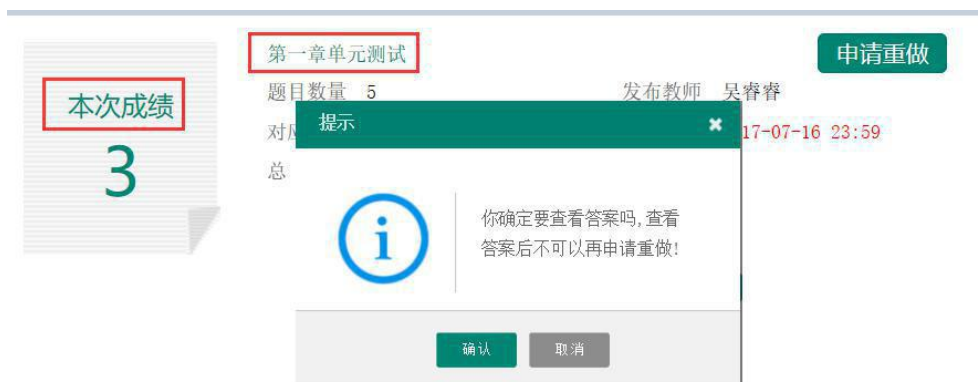 第一章单元测试
申请重做
本次成绩
3
题目数量 5
发布教师 吴睿睿
对
提示
17-07-16 23:59
总
你确定要查看答案吗,查看
答案后不可以再申请重做!
确认
取消